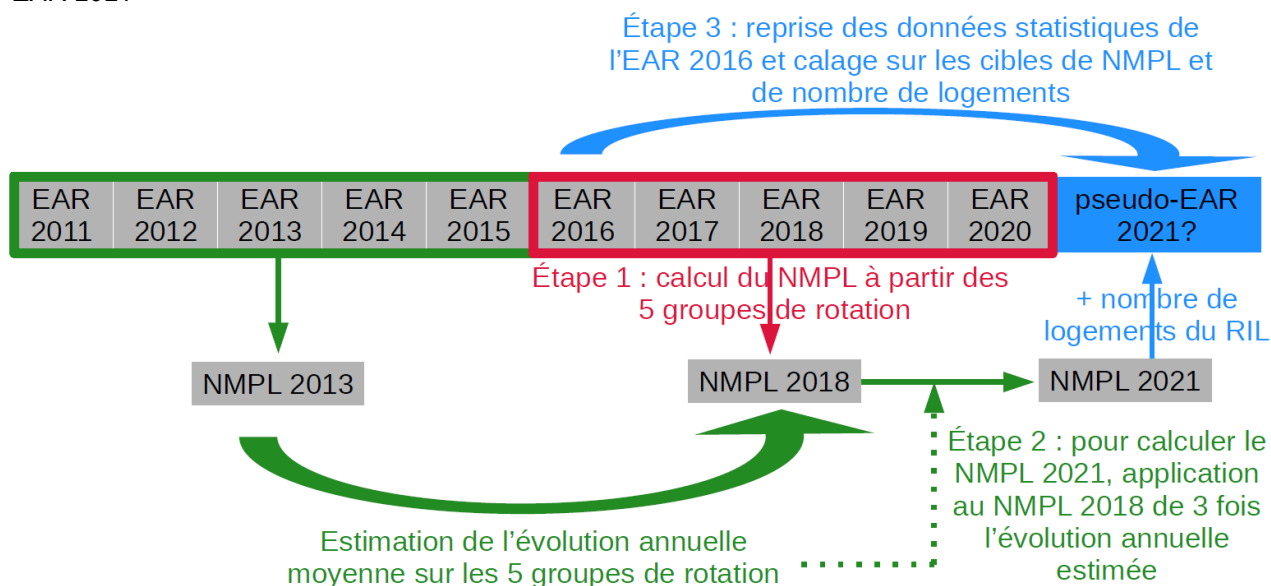 Étape 3 : reprise des données statistiques de
l’EAR 2016 et calage sur les cibles de NMPL et
de nombre de logements
EAR 2011
EAR 2012
EAR 2013
EAR 2014
EAR 2015
EAR 2016
EAR 2017
EAR 2018
EAR 2019
EAR 2020
pseudo-EAR
2021?
Étape 1 : calcul du NMPL à partir des
5 groupes de rotation
+ nombre de
logements du RIL
NMPL 2013
NMPL 2018
NMPL 2021
Étape 2 : pour calculer le
NMPL 2021, application
au NMPL 2018 de 3 fois
l’évolution annuelle
estimée
Estimation de l’évolution annuelle
moyenne sur les 5 groupes de rotation